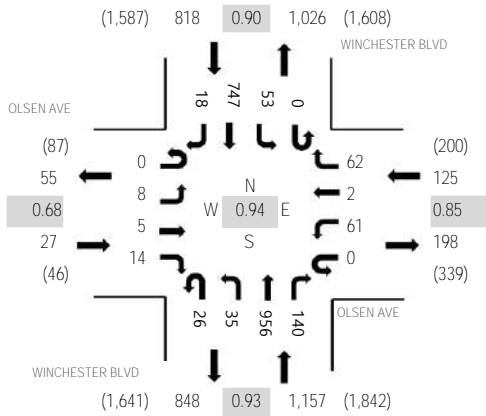 (1,587) 818 0.90 1,026 (1,608)
WINCHESTER BLVD
OLSEN AVE
18 747 53 0
(87)
55
0.68
27
(46)
0
8
5
14
N
W 0.94 E
S
62
2
61
0
(200)
125
0.85
198
(339)
26 35 956 140
OLSEN AVE
WINCHESTER BLVD
(1,641) 848 0.93 1,157 (1,842)